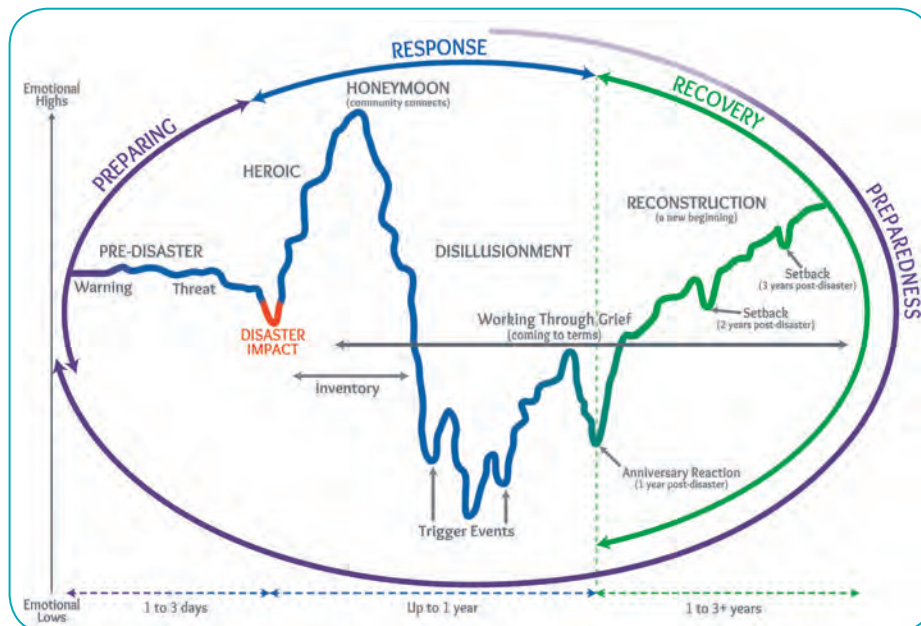 RESPONSE
PREPARING
RECOVERY
PREPAREDNESS
Emotional
Highs
HONEYMOON
(community connects)
HEROIC
RECONSTRUCTION
(a new beginning)
PRE-DISASTER
DISILLUSIONMENT
Warning
Threat
Setback
(3 years post-disaster)
Setback
(2 years post-disaster)
DISASTER
IMPACT
Working Through Grief
(coming to terms)
Inventory
Anniversary Reaction
(1 year post-disaster)
Trigger Events
Emotional
Lows
1 to 3 days
Up to 1 year
1 to 3+ years